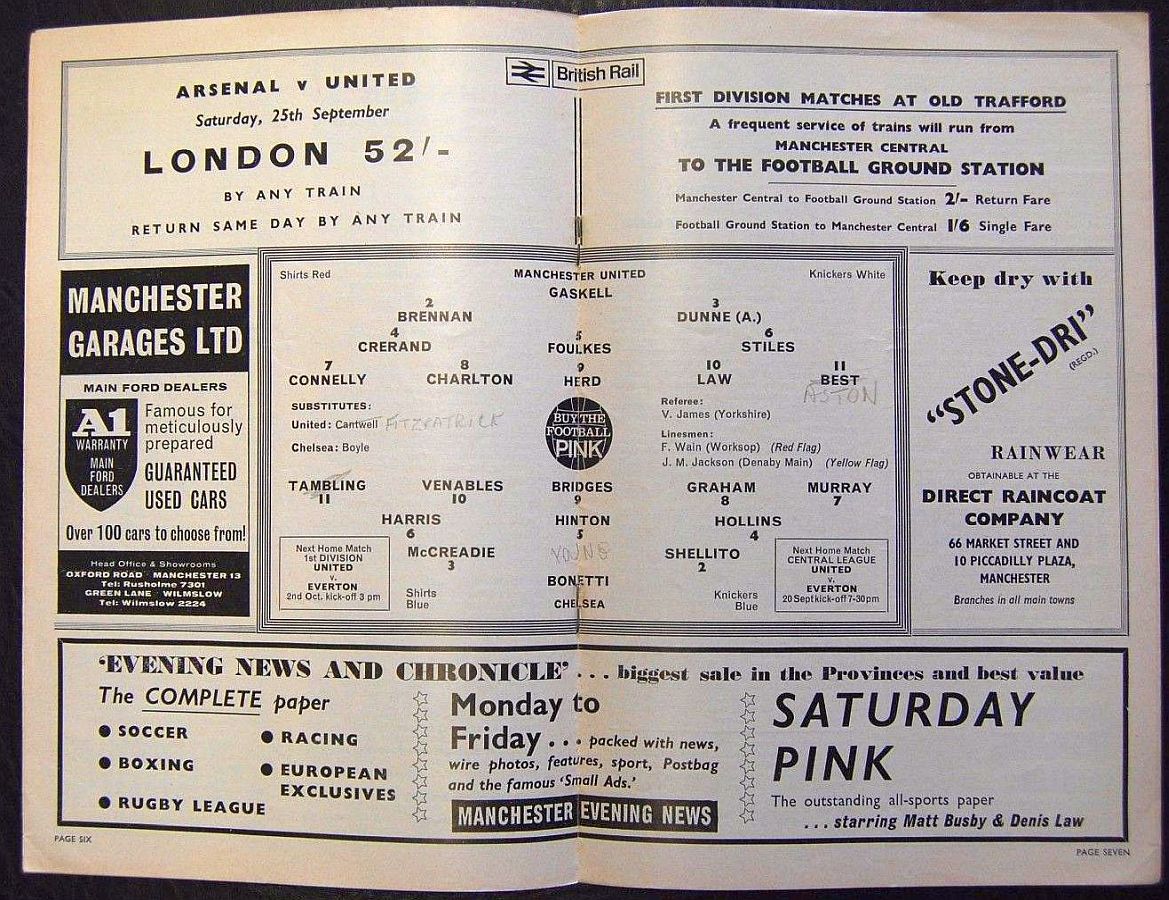 ARSENAL v UNITED
Saturday, 25th September
LONDON 52/-
BY ANY TRAIN
RETURN SAME DAY BY ANY TRAIN
British Rail
FIRST DIVISION MATCHES AT OLD TRAFFORD
A frequent service of trains will run from
MANCHESTER CENTRAL
TO THE FOOTBALL GROUND STATION
Manchester Central to Football Ground Station 2/- Return Fare
Football Ground Station to Manchester Central 1/6 Single Fare
MANCHESTER
GARAGES LTD
MAIN FORD DEALERS
A1
WARRANTY
MAIN
FORD
DEALERS
Famous for
meticulously
prepared
GUARANTEED
USED CARS
Over 100 cars to choose from!
Head Office & Showrooms
OXFORD ROAD · MANCHESTER 13
Tel: Rusholme 7301
GREEN LANE · WILMSLOW
Tel: Wilmslow 2224
Shirts Red
MANCHESTER UNITED
Knickers White
GASKELL
2
BRENNAN
3
DUNNE (A.)
4
CRERAND
5
FOULKES
6
STILES
7
CONNELLY
8
CHARLTON
9
HERD
10
LAW
11
BEST
ASTON
SUBSTITUTES:
United: Cantwell FITZPATRICK
Chelsea: Boyle
BUY THE
FOOTBALL
PINK
Referee:
V. James (Yorkshire)
Linesmen:
F. Wain (Worksop) (Red Flag)
J. M. Jackson (Denaby Main) (Yellow Flag)
TAMBLING
11
VENABLES
10
BRIDGES
9
GRAHAM
8
MURRAY
7
HARRIS
6
HINTON
5
HOLLINS
4
McCREADIE
3
YOUNG
SHELLITO
2
BONETTI
Shirts
Blue
CHELSEA
Knickers
Blue
Next Home Match
1st DIVISION
UNITED
v.
EVERTON
2nd Oct. kick-off 3 pm
Next Home Match
CENTRAL LEAGUE
UNITED
v.
EVERTON
20 Sept kick-off 7-30pm
Keep dry with
"STONE-DRI"
(REGD.)
RAINWEAR
OBTAINABLE AT THE
DIRECT RAINCOAT
COMPANY
66 MARKET STREET AND
10 PICCADILLY PLAZA,
MANCHESTER
Branches in all main towns
'EVENING NEWS AND CHRONICLE' . . . biggest sale in the Provinces and best value
The COMPLETE paper
● SOCCER
● BOXING
● RUGBY LEAGUE
● RACING
● EUROPEAN
EXCLUSIVES
Monday to
Friday . . . packed with news,
wire photos, features, sport, Postbag
and the famous 'Small Ads.'
MANCHESTER EVENING NEWS
SATURDAY
PINK
The outstanding all-sports paper
. . . starring Matt Busby & Denis Law
PAGE SIX
PAGE SEVEN